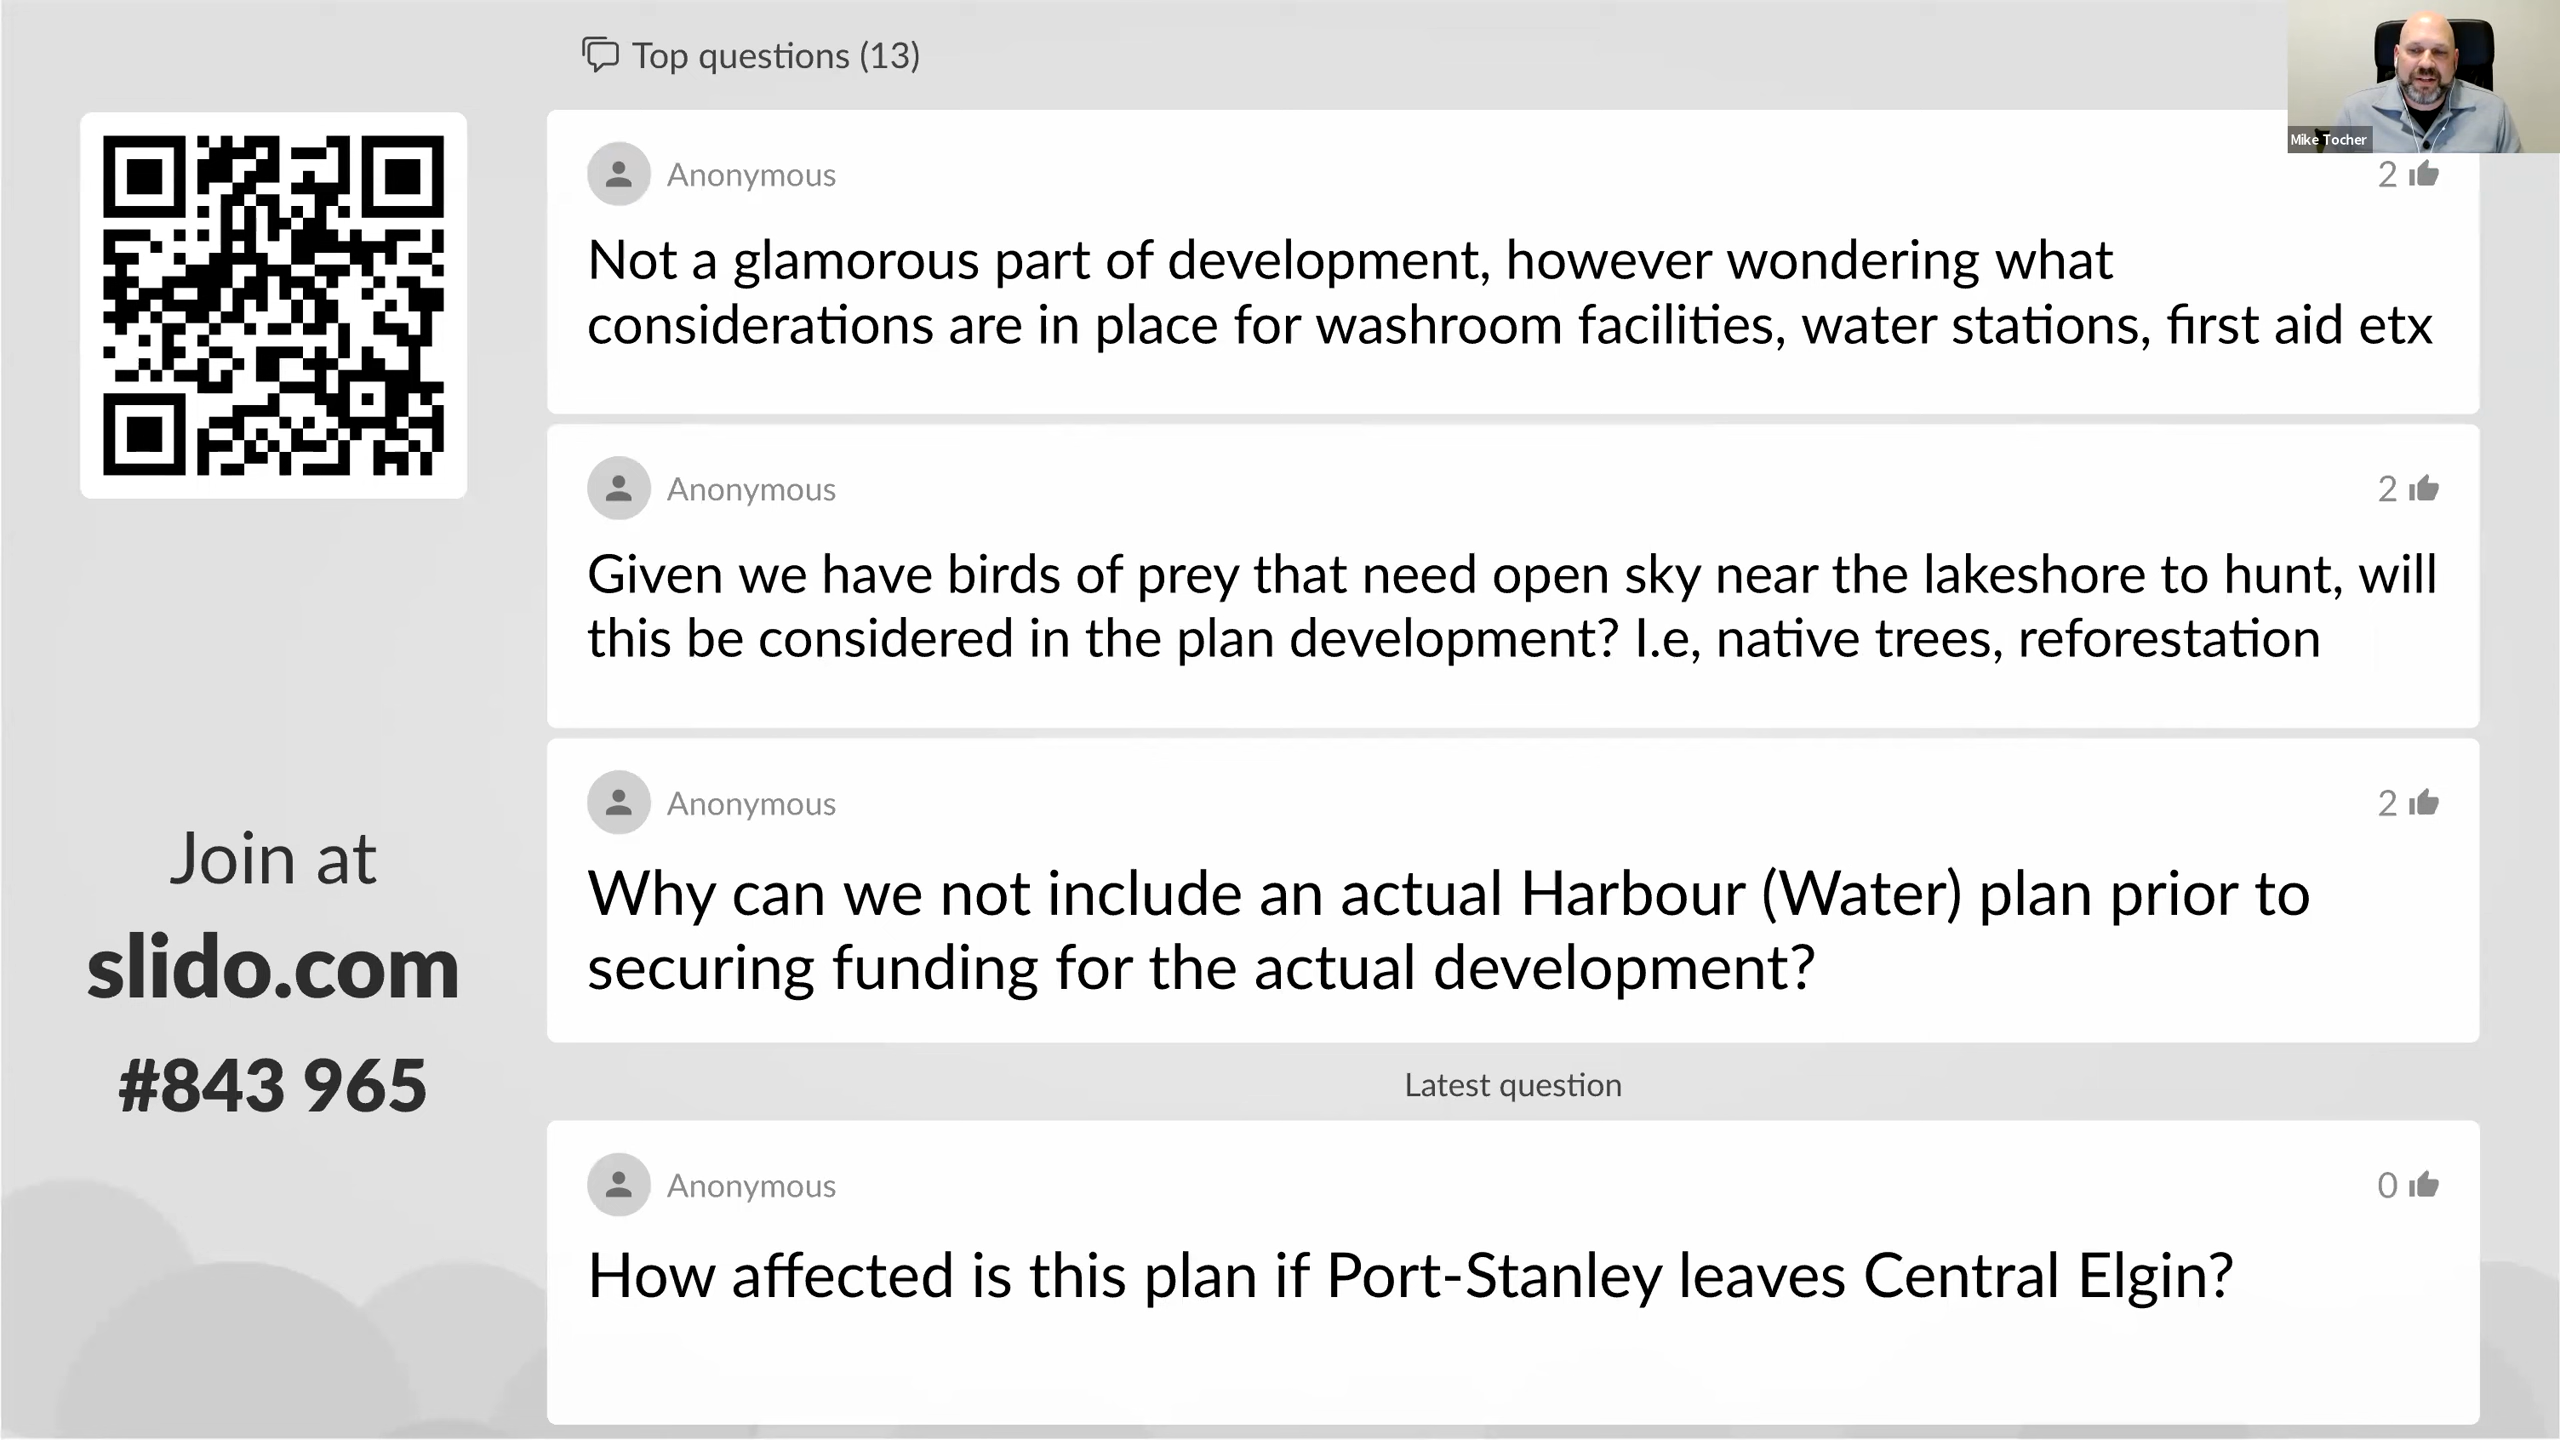 Top questions (13)
Mike Tocher
Anonymous
2
Not a glamorous part of development, however wondering what
considerations are in place for washroom facilities, water stations, first aid etx
Anonymous
2
Given we have birds of prey that need open sky near the lakeshore to hunt, will
this be considered in the plan development? I.e, native trees, reforestation
Anonymous
2
Why can we not include an actual Harbour (Water) plan prior to
securing funding for the actual development?
Latest question
Anonymous
0
How affected is this plan if Port-Stanley leaves Central Elgin?
Join at
slido.com
#843 965